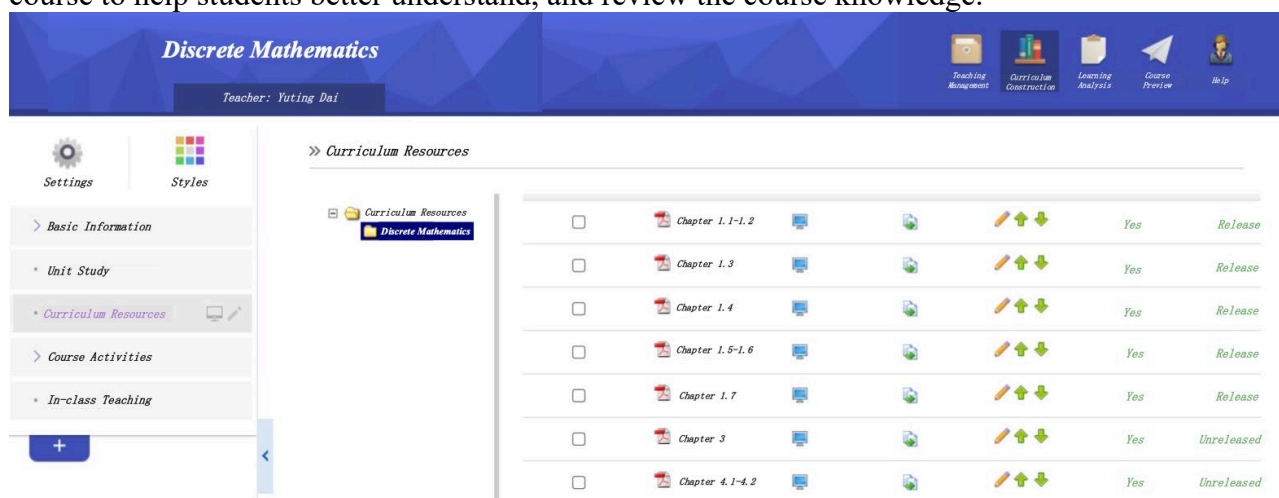 course to help students better understand, and review the course knowledge.
Discrete Mathematics
Teacher: Yuting Dai
Teaching Management
Curriculum Construction
Learning Analysis
Course Preview
Help
Settings
Styles
> Basic Information
• Unit Study
• Curriculum Resources
> Course Activities
• In-class Teaching
+
<
>> Curriculum Resources
Curriculum Resources
Discrete Mathematics
Chapter 1.1-1.2 Yes Release
Chapter 1.3 Yes Release
Chapter 1.4 Yes Release
Chapter 1.5-1.6 Yes Release
Chapter 1.7 Yes Release
Chapter 3 Yes Unreleased
Chapter 4.1-4.2 Yes Unreleased